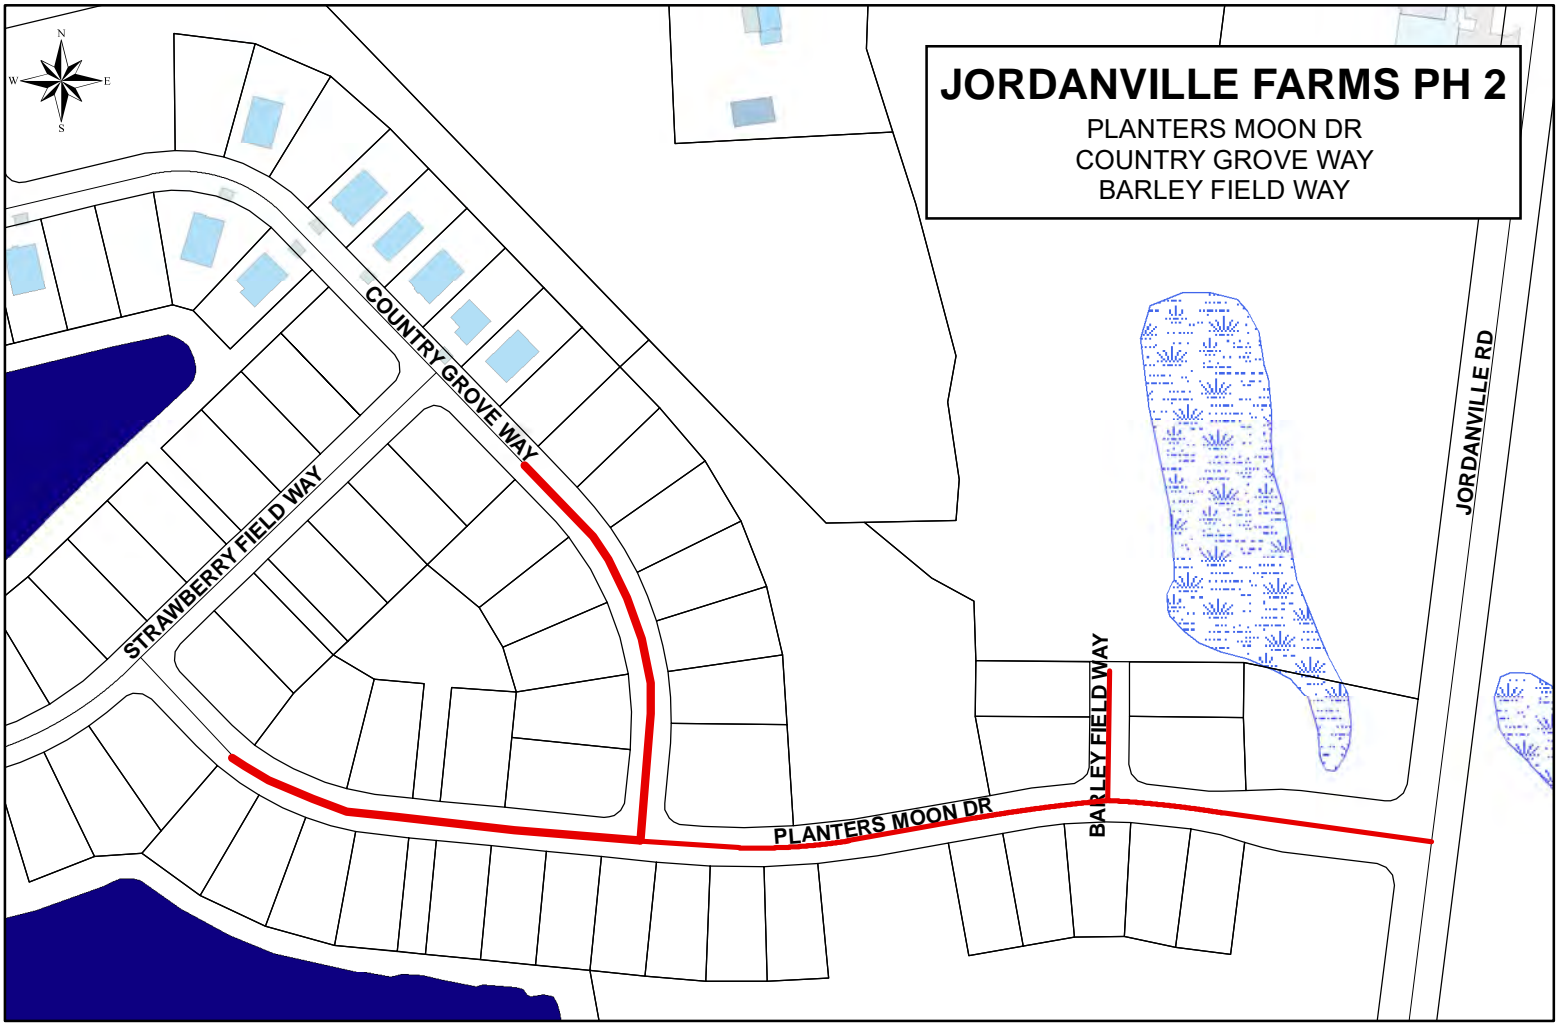 N
W E
S
JORDANVILLE FARMS PH 2
PLANTERS MOON DR
COUNTRY GROVE WAY
BARLEY FIELD WAY
COUNTRY GROVE WAY
JORDANVILLE RD
STRAWBERRY FIELD WAY
BARLEY FIELD WAY
PLANTERS MOON DR